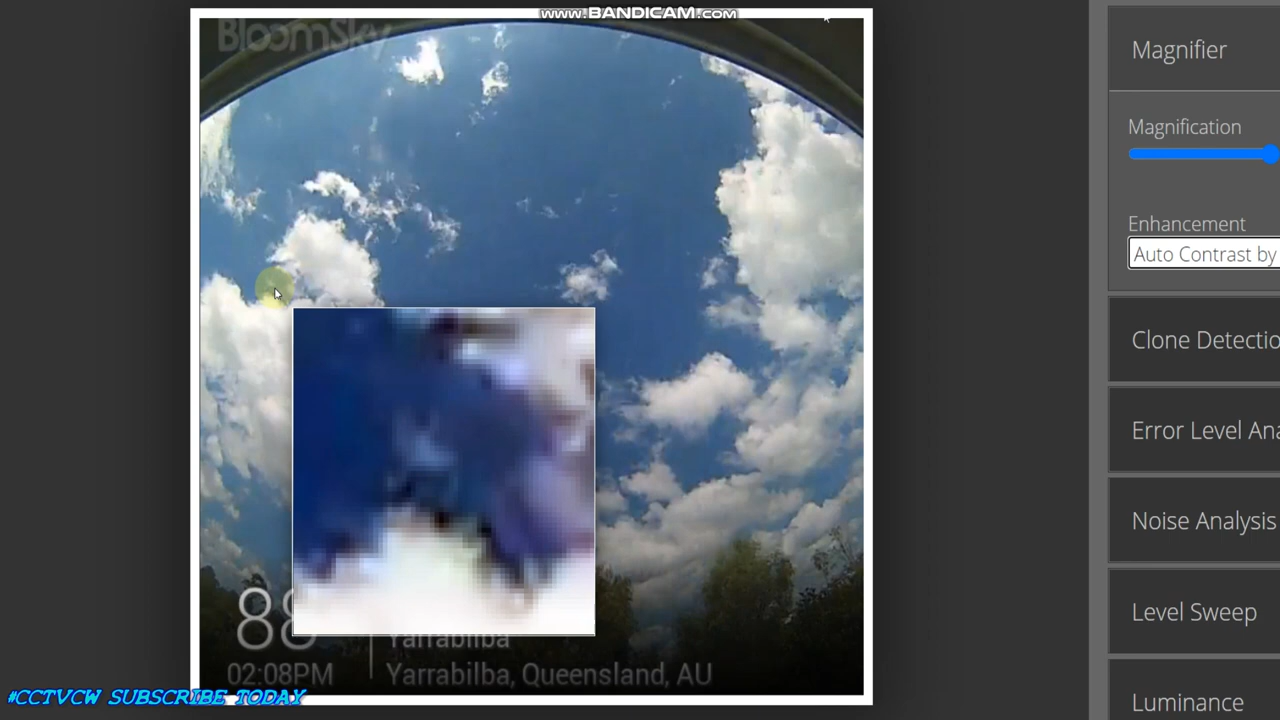 www.BANDICAM.com
BloomSky
Magnifier
Magnification
Enhancement
Auto Contrast by
Clone Detectio
Error Level Ana
Noise Analysis
Level Sweep
Luminance
88
Yarrabilba
02:08PM
Yarrabilba, Queensland, AU
#CCTVCW SUBSCRIBE TODAY